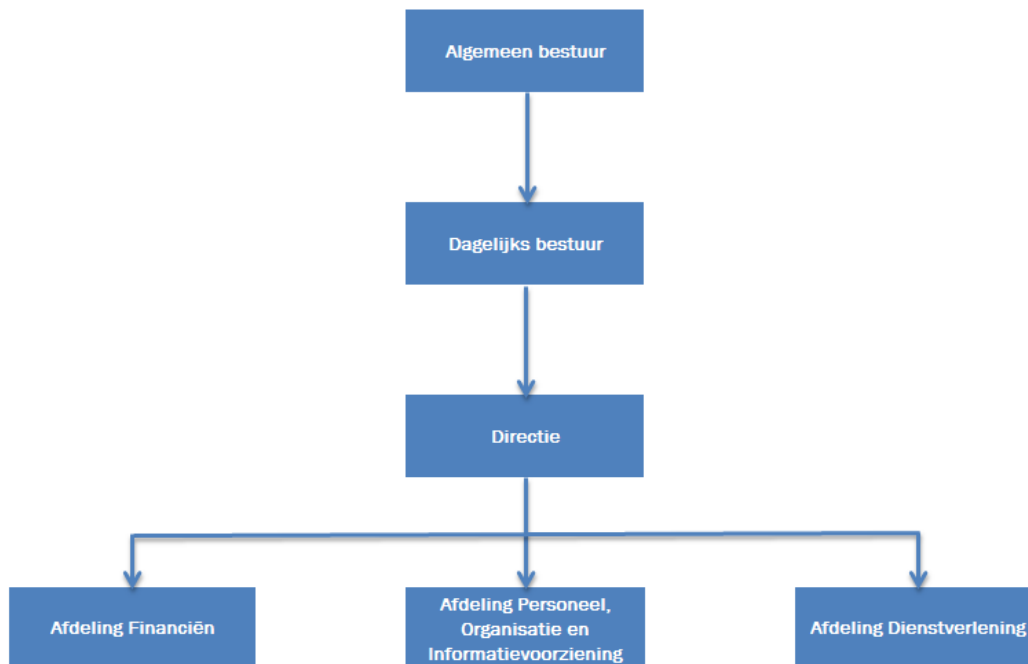 Algemeen bestuur
Dagelijks bestuur
Directie
Afdeling Financiën
Afdeling Personeel,
Organisatie en
Informatievoorziening
Afdeling Dienstverlening